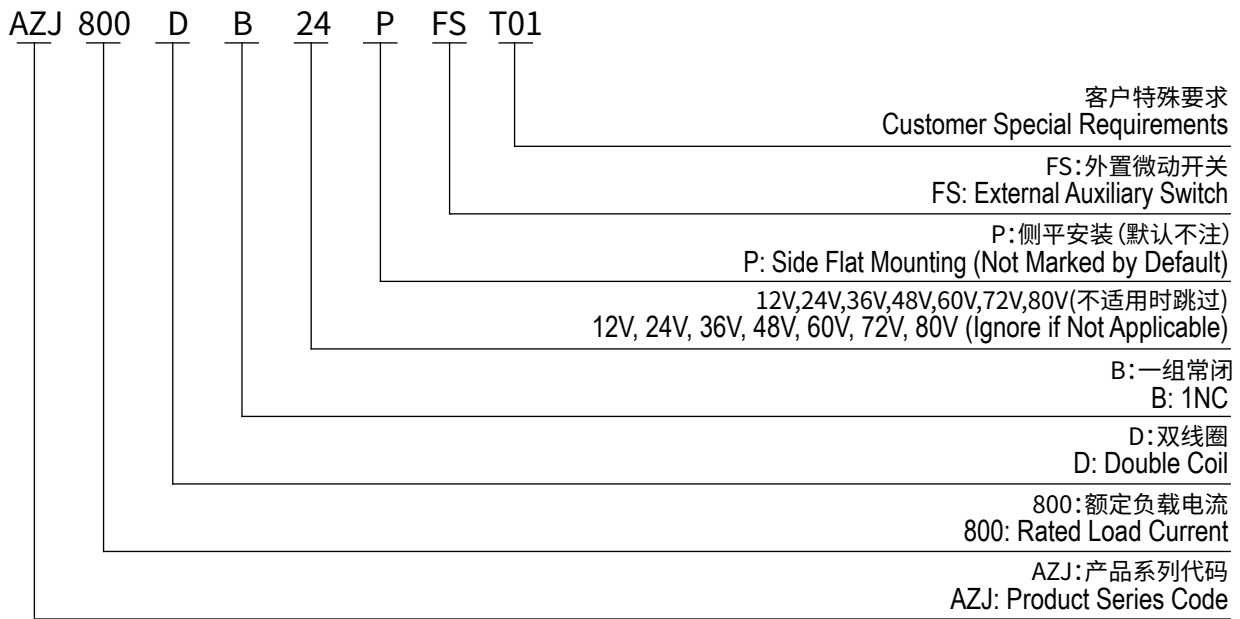 AZJ 800 D B 24 P FS T01
客户特殊要求
Customer Special Requirements
FS:外置微动开关
FS: External Auxiliary Switch
P:侧平安装(默认不注)
P: Side Flat Mounting (Not Marked by Default)
12V,24V,36V,48V,60V,72V,80V(不适用时跳过)
12V, 24V, 36V, 48V, 60V, 72V, 80V (Ignore if Not Applicable)
B:一组常闭
B: 1NC
D:双线圈
D: Double Coil
800:额定负载电流
800: Rated Load Current
AZJ:产品系列代码
AZJ: Product Series Code